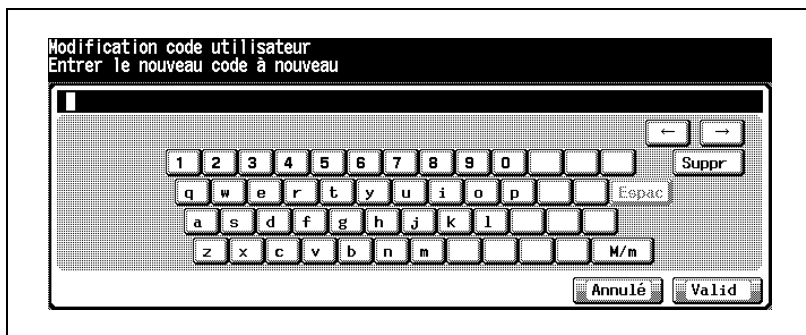 Modification code utilisateur
Entrer le nouveau code à nouveau
← →
1 2 3 4 5 6 7 8 9 0 Suppr
q w e r t y u i o p Espac
a s d f g h j k l
z x c v b n m M/m
Annulé Valid